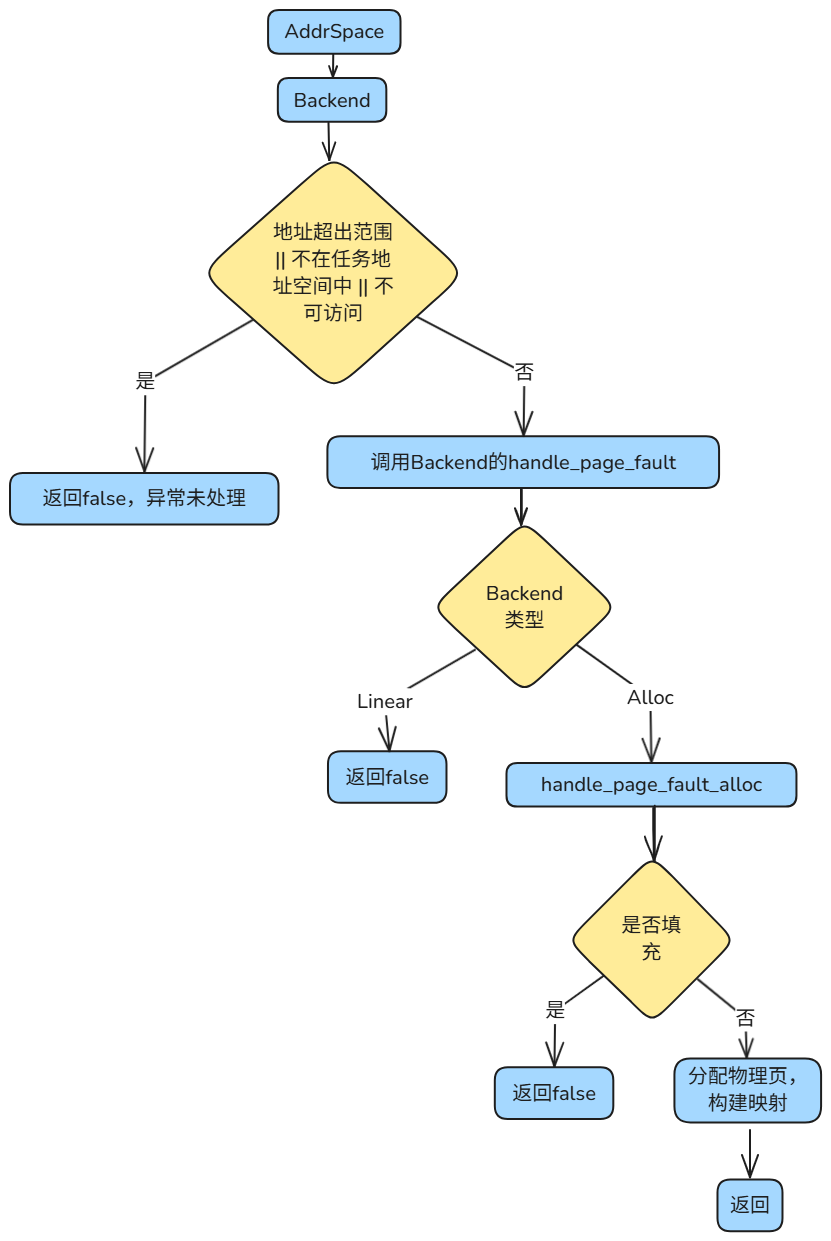 AddrSpace
Backend
地址超出范围
|| 不在任务地
址空间中 || 不
可访问
是
否
返回false，异常未处理
调用Backend的handle_page_fault
Backend
类型
Linear
Alloc
返回false
handle_page_fault_alloc
是否填
充
是
否
返回false
分配物理页，
构建映射
返回